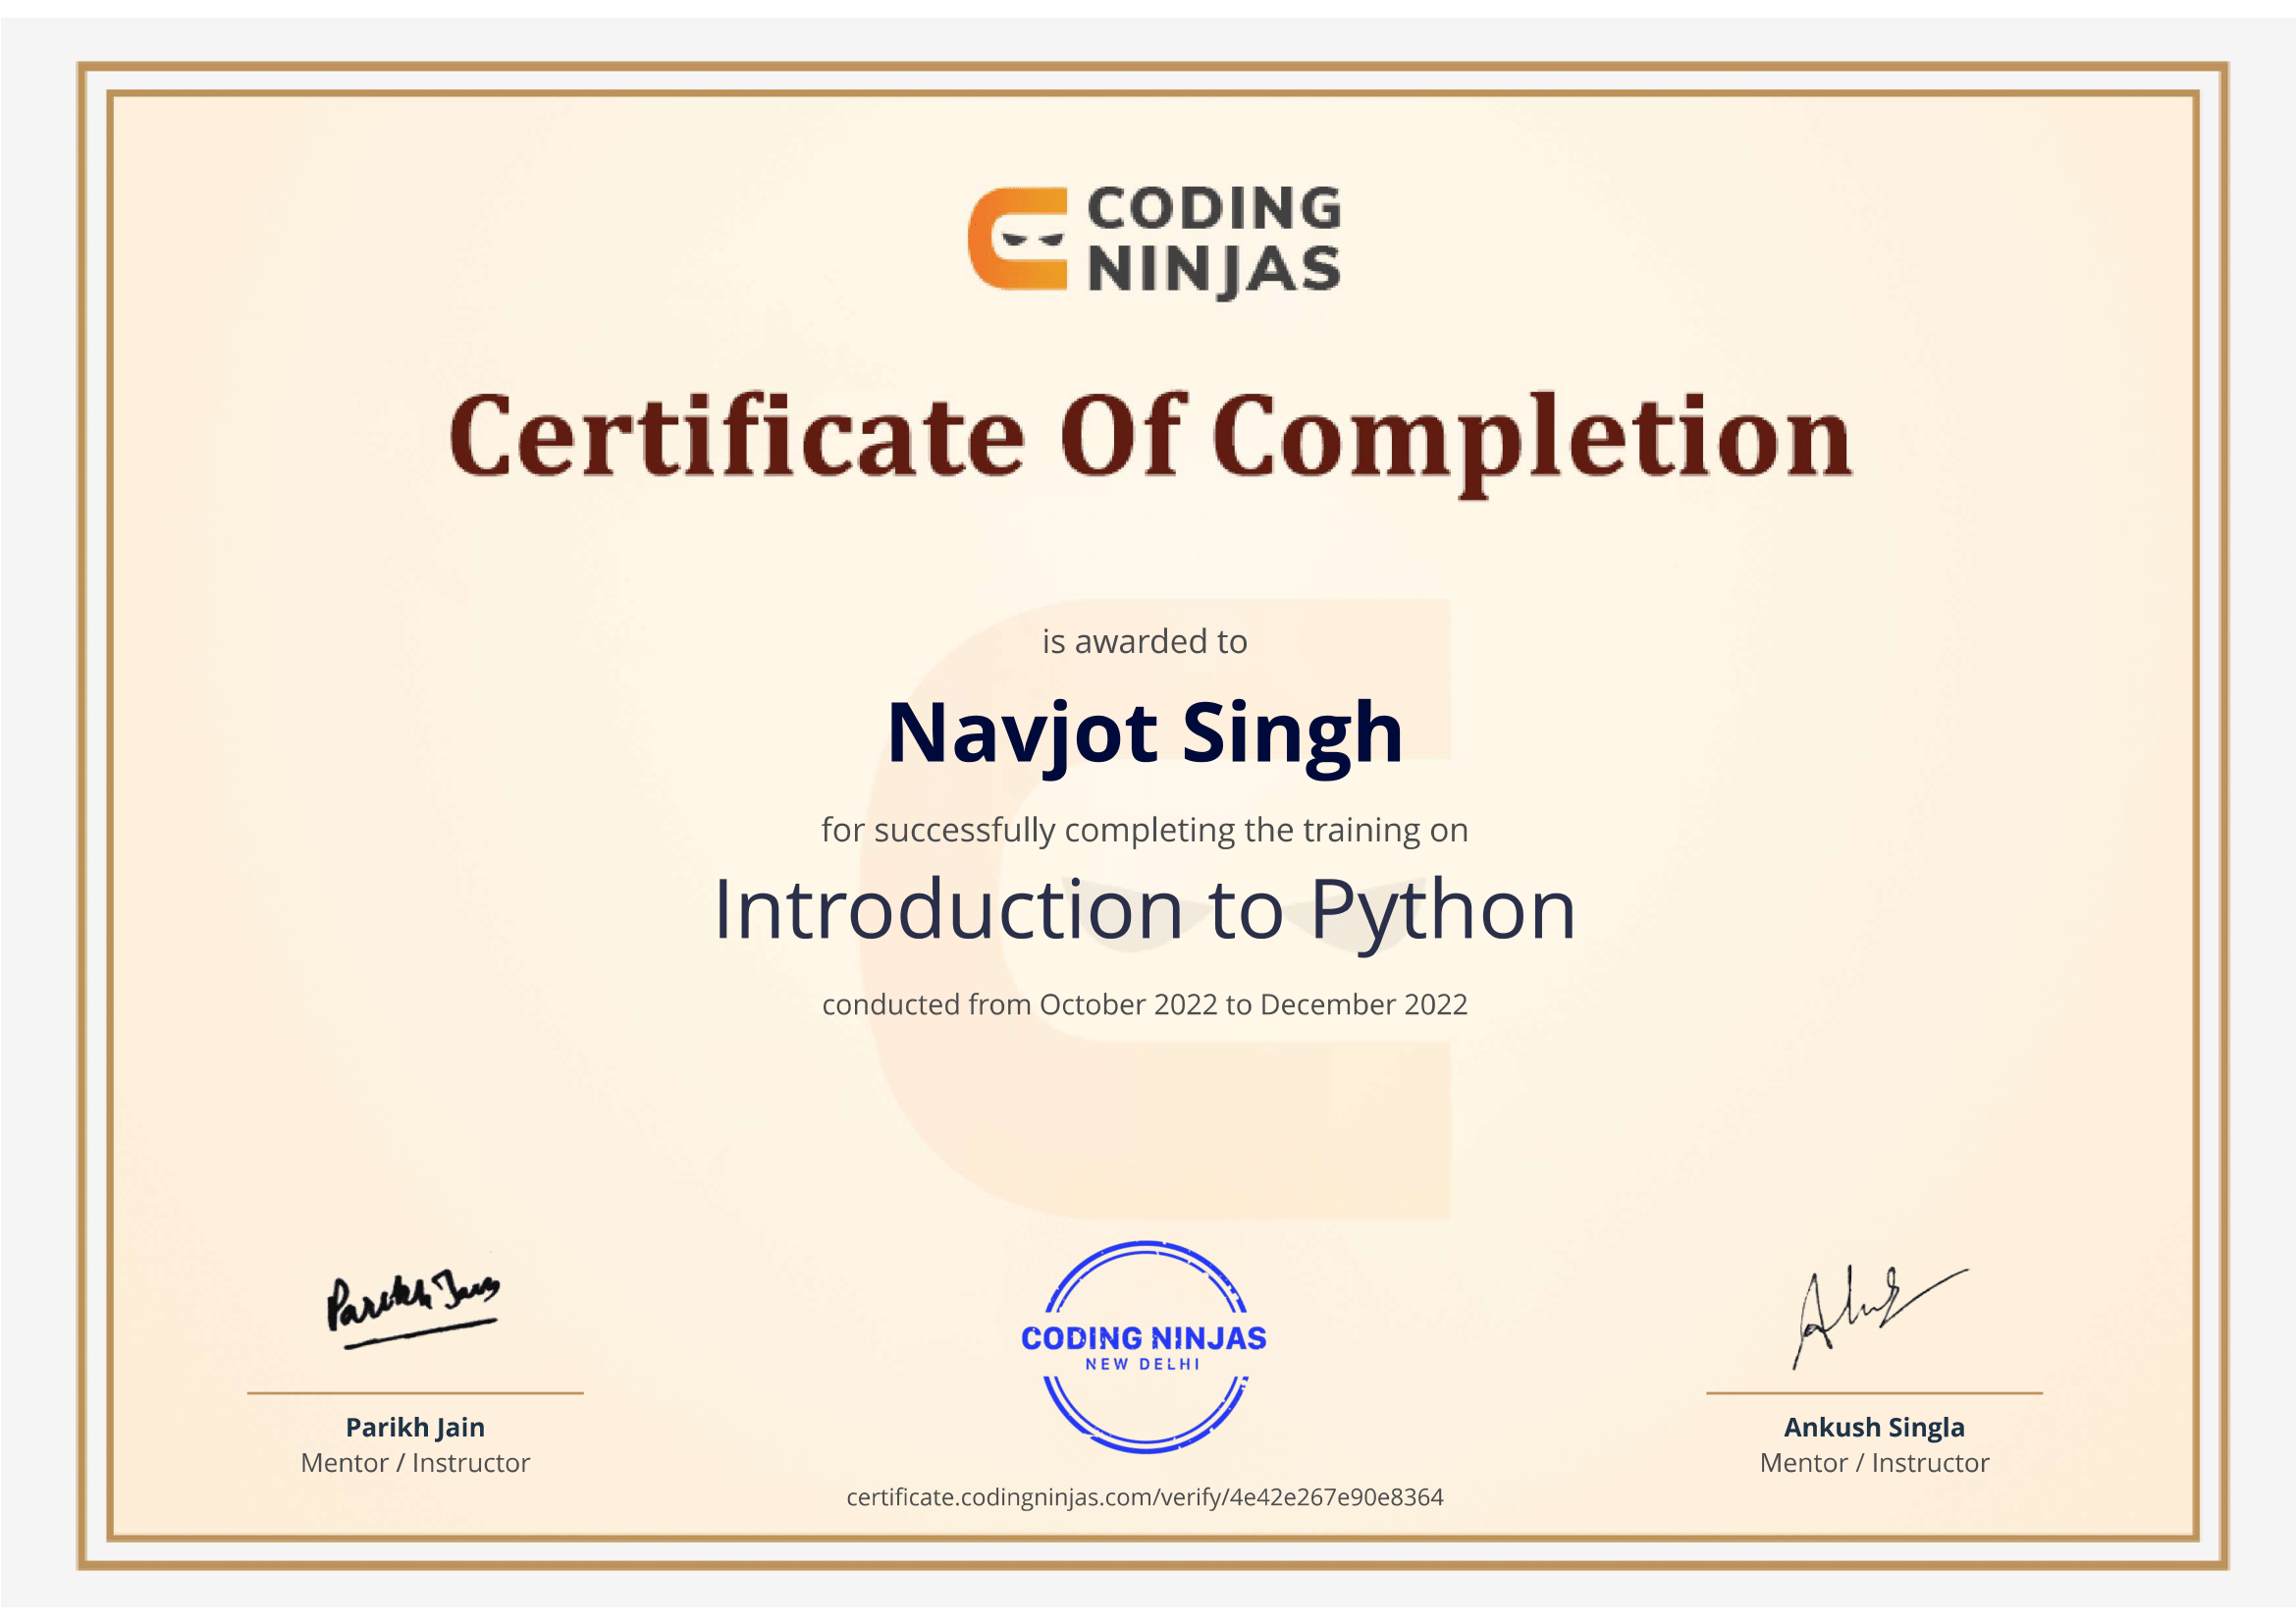 CODING
NINJAS
Certificate Of Completion
is awarded to
Navjot Singh
for successfully completing the training on
Introduction to Python
conducted from October 2022 to December 2022
Parikh Jain
Parikh Jain
Mentor / Instructor
CODING NINJAS
NEW DELHI
certificate.codingninjas.com/verify/4e42e267e90e8364
Ankush Singla
Mentor / Instructor